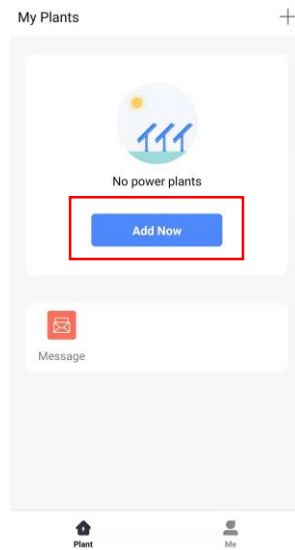 My Plants
No power plants
Add Now
Message
Plant
Me